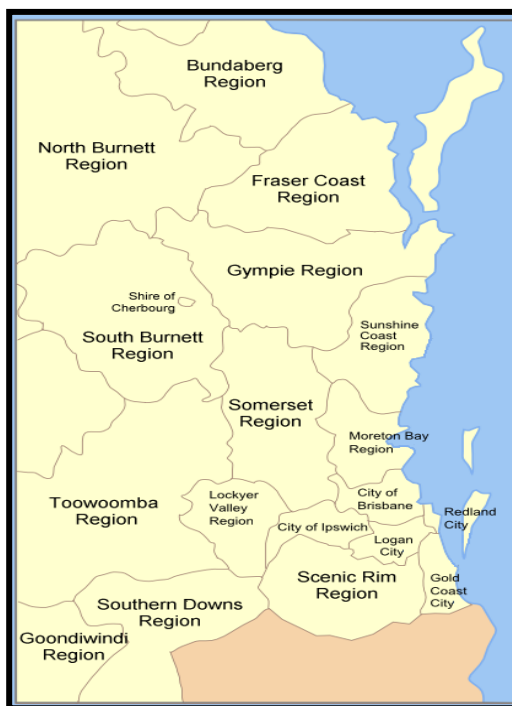 Bundaberg
Region
North Burnett
Region
Fraser Coast
Region
Gympie Region
Shire of
Cherbourg
South Burnett
Region
Sunshine
Coast
Region
Somerset
Region
Moreton Bay
Region
Toowoomba
Region
Lockyer
Valley
Region
City of
Brisbane
Redland
City
City of Ipswich
Logan
City
Scenic Rim
Region
Gold
Coast
City
Southern Downs
Region
Goondiwindi
Region